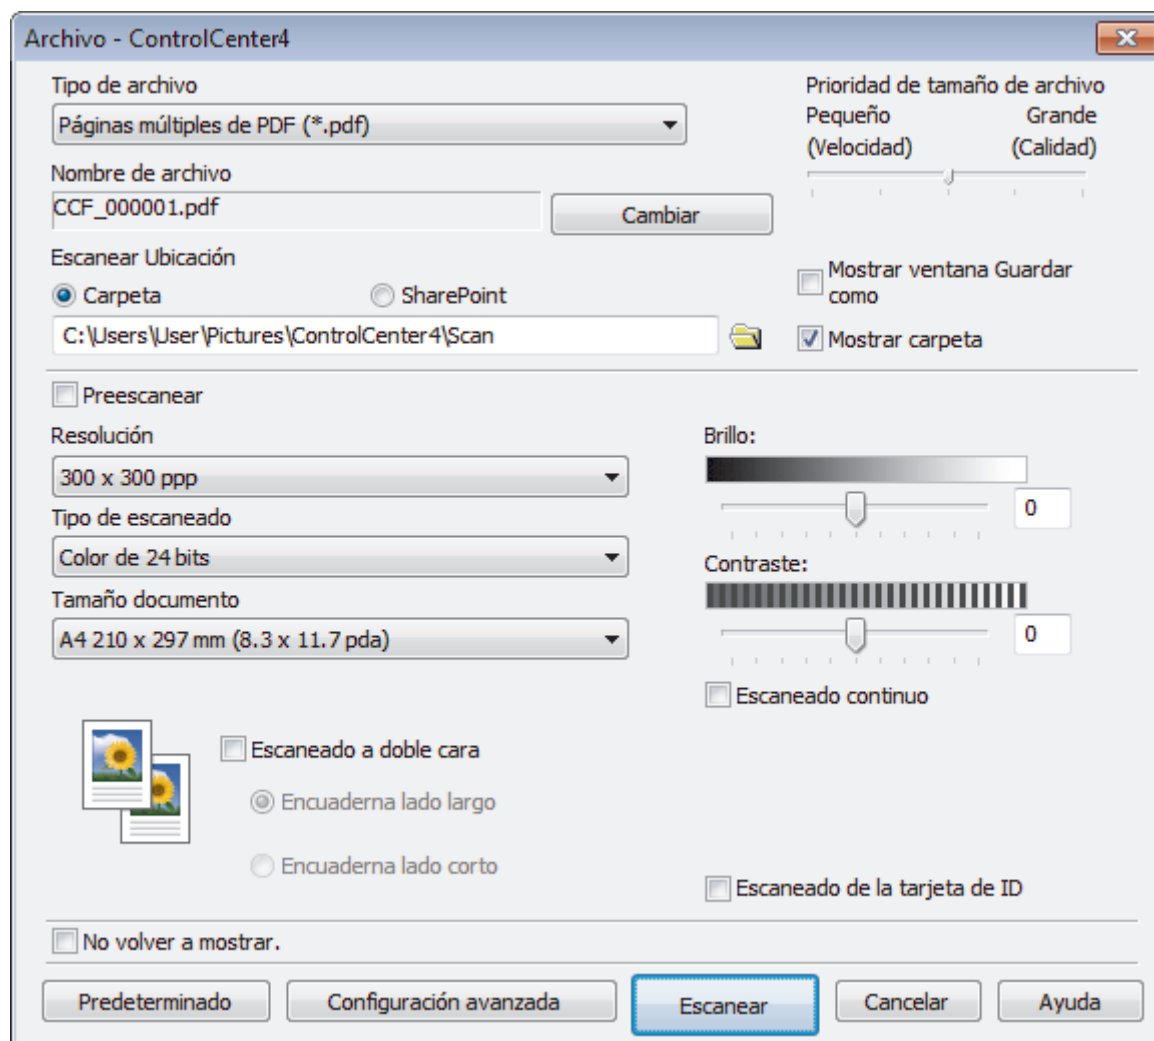 Archivo - ControlCenter4
Tipo de archivo
Páginas múltiples de PDF (*.pdf)
Prioridad de tamaño de archivo
Pequeño Grande
(Velocidad) (Calidad)
Nombre de archivo
CCF_000001.pdf
Cambiar
Escanear Ubicación
Carpeta SharePoint
C:\Users\User\Pictures\ControlCenter4\Scan
Mostrar ventana Guardar
como
Mostrar carpeta
Preescanear
Resolución
300 x 300 ppp
Tipo de escaneado
Color de 24 bits
Tamaño documento
A4 210 x 297 mm (8.3 x 11.7 pda)
Brillo:
0
Contraste:
0
Escaneado continuo
Escaneado a doble cara
Encuaderna lado largo
Encuaderna lado corto
Escaneado de la tarjeta de ID
No volver a mostrar.
Predeterminado Configuración avanzada Escanear Cancelar Ayuda